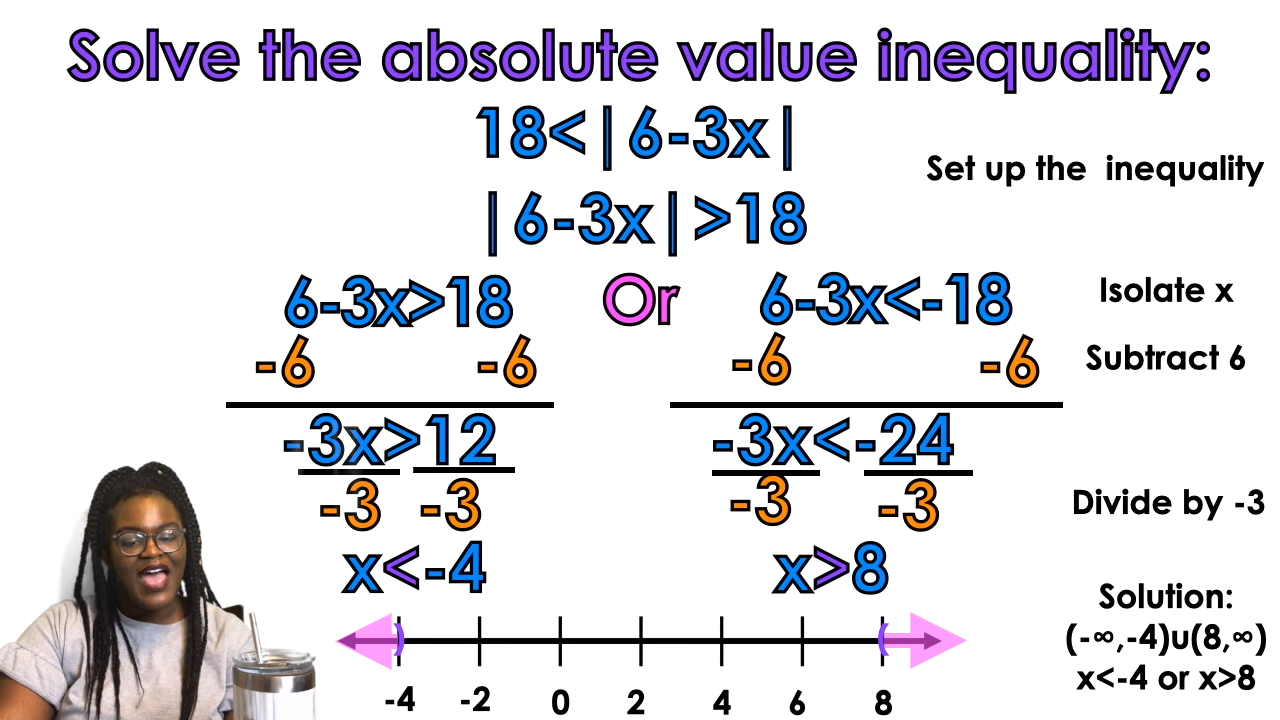 Solve the absolute value inequality:
18<|6-3x|
Set up the inequality
|6-3x|>18
6-3x>18 Or 6-3x<-18 Isolate x
-6 -6 -6 -6 Subtract 6
-3x>12 -3x<-24
-3 -3 -3 -3 Divide by -3
x<-4 x>8
Solution:
(-∞,-4)∪(8,∞)
x<-4 or x>8
-4 -2 0 2 4 6 8